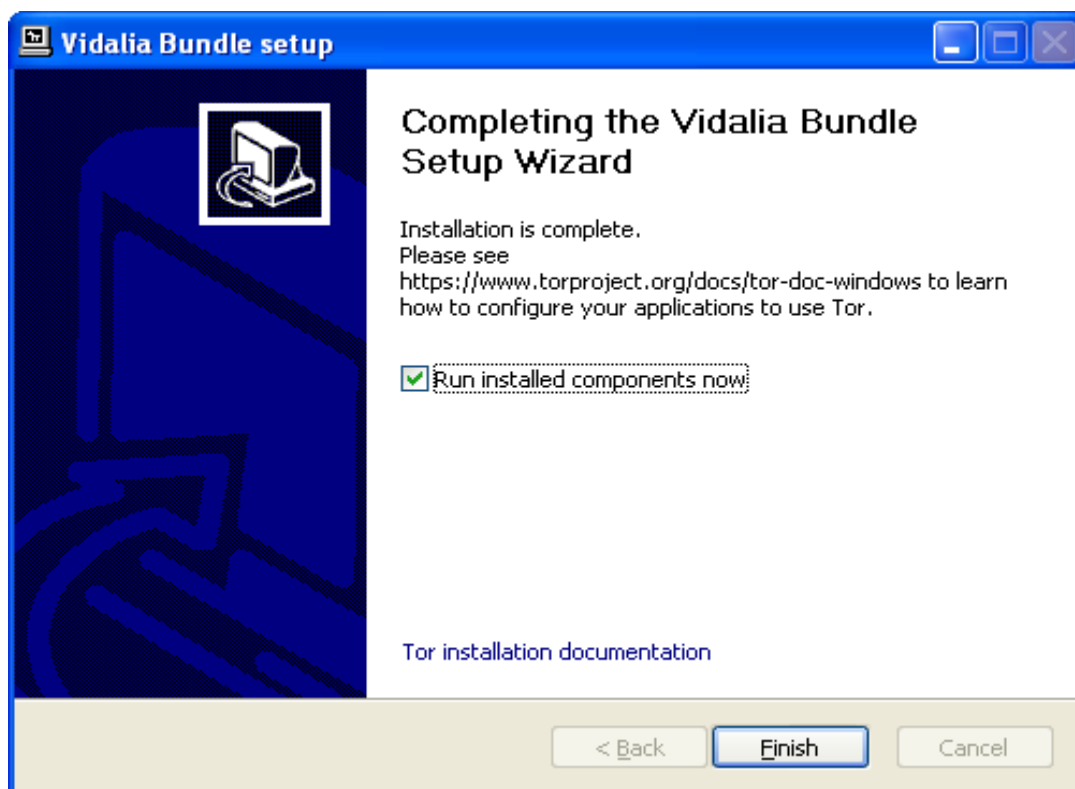 Vidalia Bundle setup
Completing the Vidalia Bundle
Setup Wizard
Installation is complete.
Please see
https://www.torproject.org/docs/tor-doc-windows to learn
how to configure your applications to use Tor.
Run installed components now
Tor installation documentation
< Back Finish Cancel